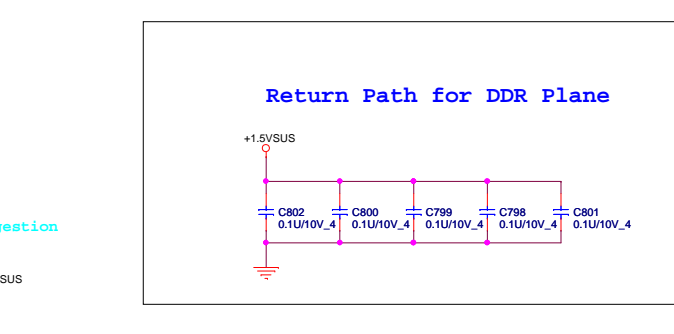 Return Path for DDR Plane
+1.5VSUS
C802 C800 C799 C798 C801
0.1U/10V_4 0.1U/10V_4 0.1U/10V_4 0.1U/10V_4 0.1U/10V_4
gestion
SUS